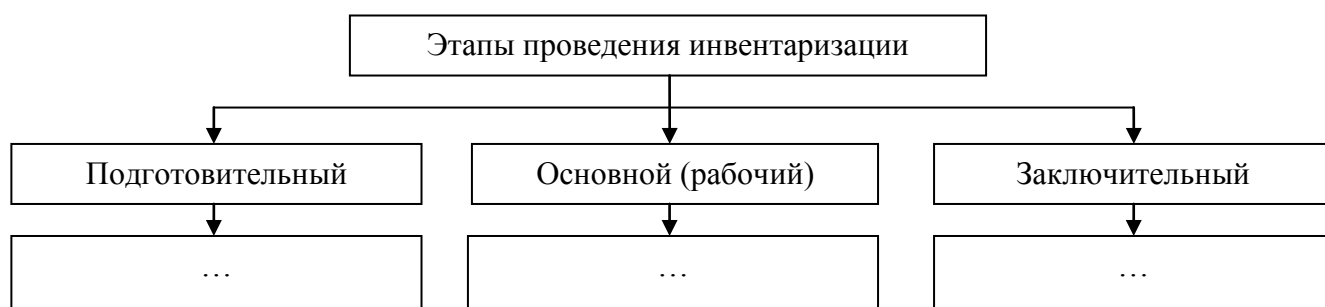 Этапы проведения инвентаризации
Подготовительный
Основной (рабочий)
Заключительный
…
…
…